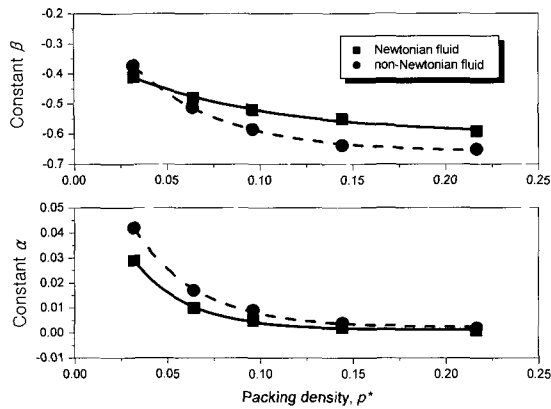 -0.2
-0.3
-0.4
-0.5
-0.6
-0.7
Constant β
Newtonian fluid
non-Newtonian fluid
0.00 0.05 0.10 0.15 0.20 0.25
0.05
0.04
0.03
0.02
0.01
0.00
-0.01
Constant α
0.00 0.05 0.10 0.15 0.20 0.25
Packing density, p*